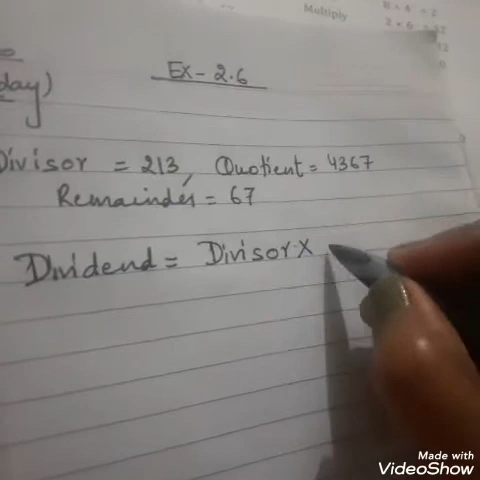 Multiply
Ex - 2.6
day)
Divisor = 213, Quotient = 4367
Remainder = 67
Dividend = Divisor X
Made with
VideoShow